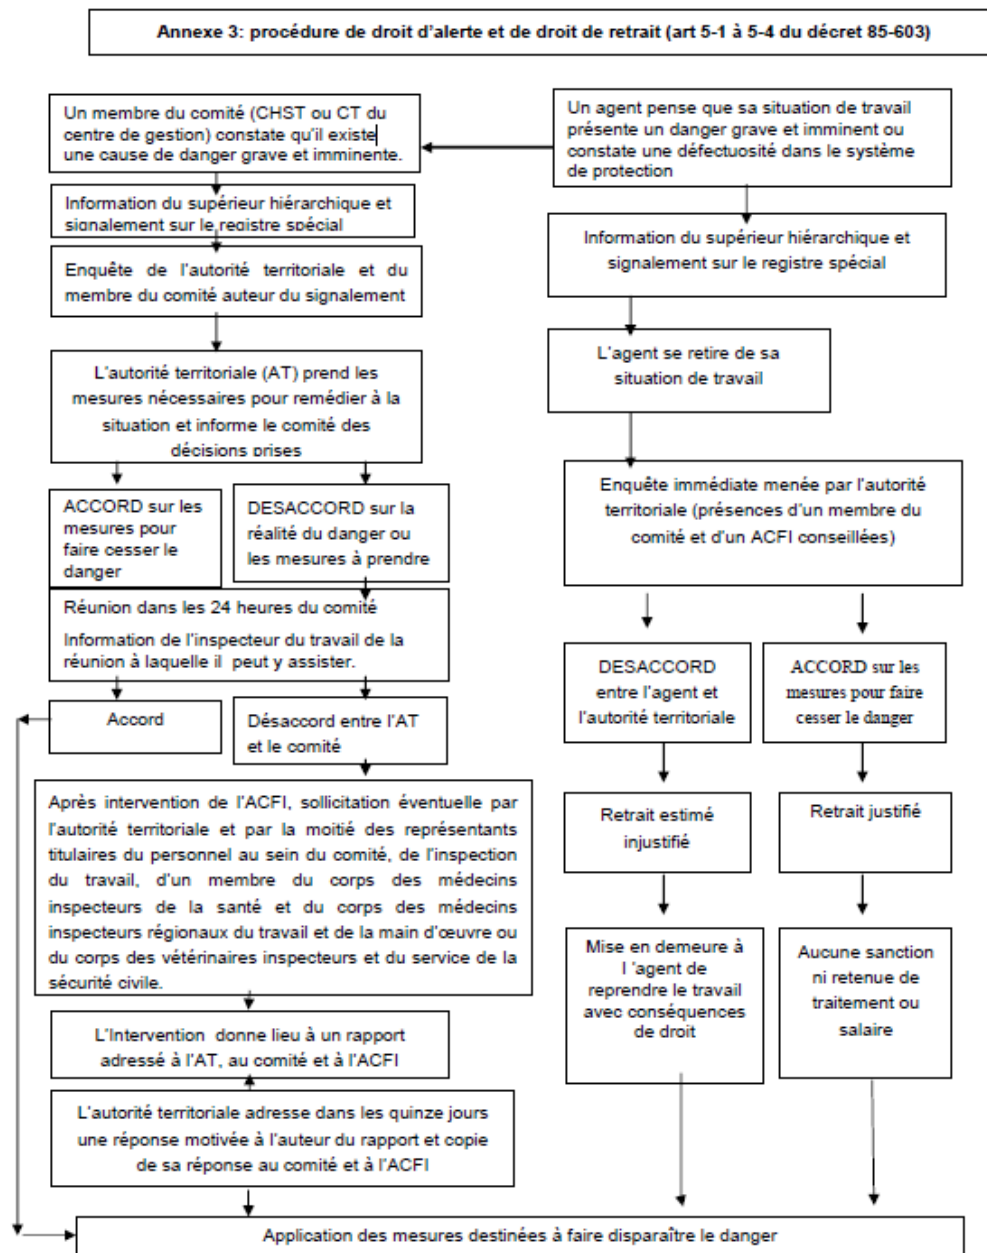 Annexe 3: procédure de droit d'alerte et de droit de retrait (art 5-1 à 5-4 du décret 85-603)
Un membre du comité (CHST ou CT du
centre de gestion) constate qu'il existe
une cause de danger grave et imminente.
Un agent pense que sa situation de travail
présente un danger grave et imminent ou
constate une défectuosité dans le système
de protection
Information du supérieur hiérarchique et
signalement sur le registre spécial
Information du supérieur hiérarchique et
signalement sur le registre spécial
Enquête de l'autorité territoriale et du
membre du comité auteur du signalement
L'agent se retire de sa
situation de travail
L'autorité territoriale (AT) prend les
mesures nécessaires pour remédier à la
situation et informe le comité des
décisions prises
Enquête immédiate menée par l'autorité
territoriale (présences d'un membre du
comité et d'un ACFI conseillées)
ACCORD sur les
mesures pour
faire cesser le
danger
DESACCORD sur la
réalité du danger ou
les mesures à prendre
Réunion dans les 24 heures du comité
Information de l'inspecteur du travail de la
réunion à laquelle il peut y assister.
DESACCORD
entre l'agent et
l'autorité territoriale
ACCORD sur les
mesures pour faire
cesser le danger
Accord
Désaccord entre l'AT
et le comité
Après intervention de l'ACFI, sollicitation éventuelle par
l'autorité territoriale et par la moitié des représentants
titulaires du personnel au sein du comité, de l'inspection
du travail, d'un membre du corps des médecins
inspecteurs de la santé et du corps des médecins
inspecteurs régionaux du travail et de la main d'œuvre ou
du corps des vétérinaires inspecteurs et du service de la
sécurité civile.
Retrait estimé
injustifié
Retrait justifié
Mise en demeure à
l 'agent de
reprendre le travail
avec conséquences
de droit
Aucune sanction
ni retenue de
traitement ou
salaire
L'Intervention donne lieu à un rapport
adressé à l'AT, au comité et à l'ACFI
L'autorité territoriale adresse dans les quinze jours
une réponse motivée à l'auteur du rapport et copie
de sa réponse au comité et à l'ACFI
Application des mesures destinées à faire disparaître le danger